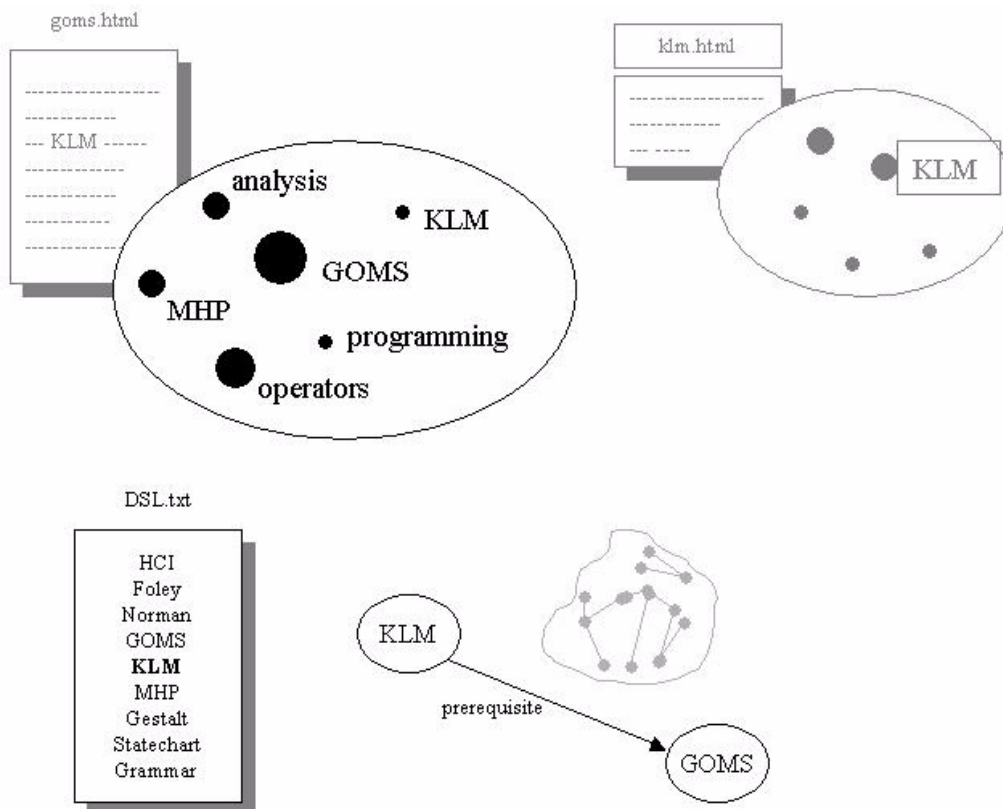 goms.html
--- KLM ------
analysis
KLM
GOMS
MHP
programming
operators
klm.html
KLM
DSL.txt
HCI
Foley
Norman
GOMS
KLM
MHP
Gestalt
Statechart
Grammar
KLM
prerequisite
GOMS